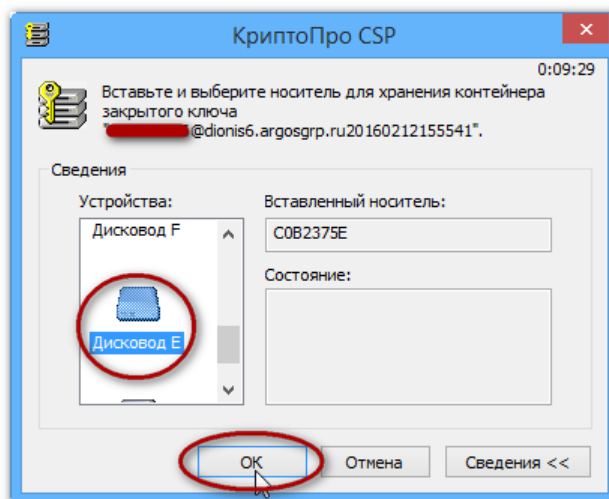 КриптоПро CSP
0:09:29
Вставьте и выберите носитель для хранения контейнера
закрытого ключа
"@dionis6.argosgrp.ru20160212155541".
Сведения
Устройства:
Вставленный носитель:
Дисковод F
C0B2375E
Состояние:
Дисковод E
ОК
Отмена
Сведения <<